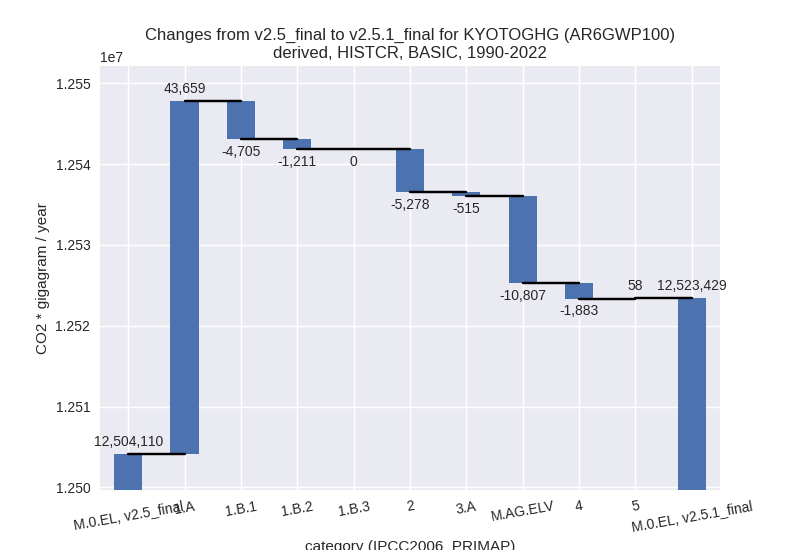 Changes from v2.5_final to v2.5.1_final for KYOTOGHG (AR6GWP100)
derived, HISTCR, BASIC, 1990-2022
1e7
1.255
1.254
1.253
1.252
1.251
1.250
CO2 * gigagram / year
12,504,110
43,659
-4,705
-1,211
0
-5,278
-515
-10,807
-1,883
58
12,523,429
M.0.EL, v2.5_final
1.A
1.B.1
1.B.2
1.B.3
2
3.A
M.AG.ELV
4
5
M.0.EL, v2.5.1_final
category (IPCC2006_PRIMAP)